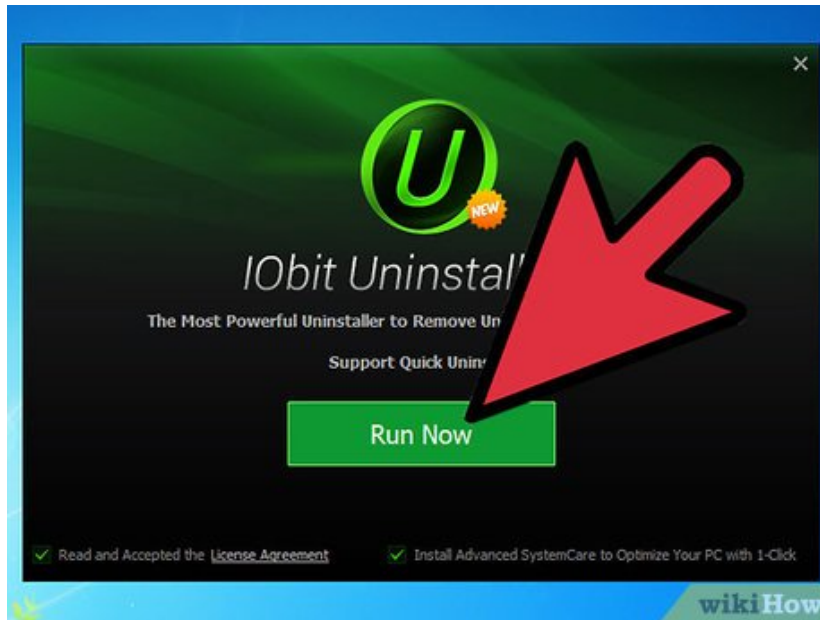 U
NEW
IObit Uninstall
The Most Powerful Uninstaller to Remove Un
Support Quick Unins
Run Now
Read and Accepted the License Agreement
Install Advanced SystemCare to Optimize Your PC with 1-Click
wikiHow